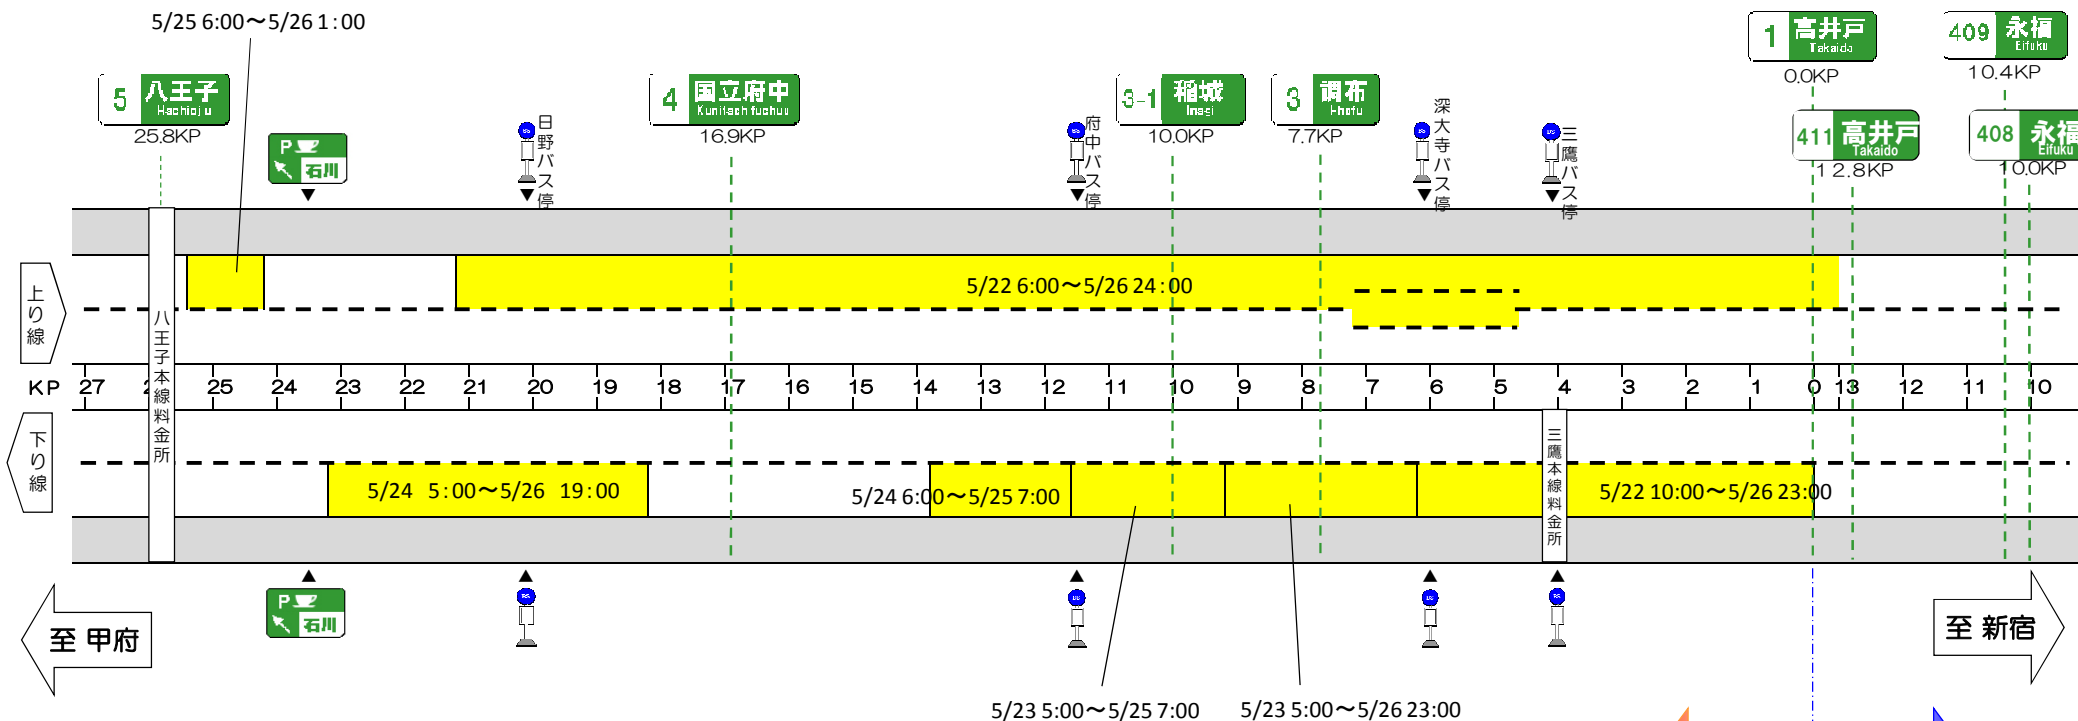 5/25 6:00～5/26 1:00
1 高井戸
Takaido
0.0KP
409 永福
Eifuku
10.4KP
5 八王子
Hachioji
25.8KP
4 国立府中
16.9KP
3-1 稲城
Inagi
10.0KP
3 調布
7.7KP
411 高井戸
Takaido
12.8KP
408 永福
Eifuku
10.0KP
P
石川
日野バス停
府中バス停
深大寺バス停
三鷹バス停
上り線
5/22 6:00～5/26 24:00
八王子本線料金所
KP 27 25 24 23 22 21 20 19 18 17 16 15 14 13 12 11 10 9 8 7 6 5 4 3 2 1 0 13 12 11 10
下り線
5/24 5:00～5/26 19:00
5/24 6:00～5/25 7:00
三鷹本線料金所
5/22 10:00～5/26 23:00
P
石川
至 甲府
至 新宿
5/23 5:00～5/25 7:00
5/23 5:00～5/26 23:00